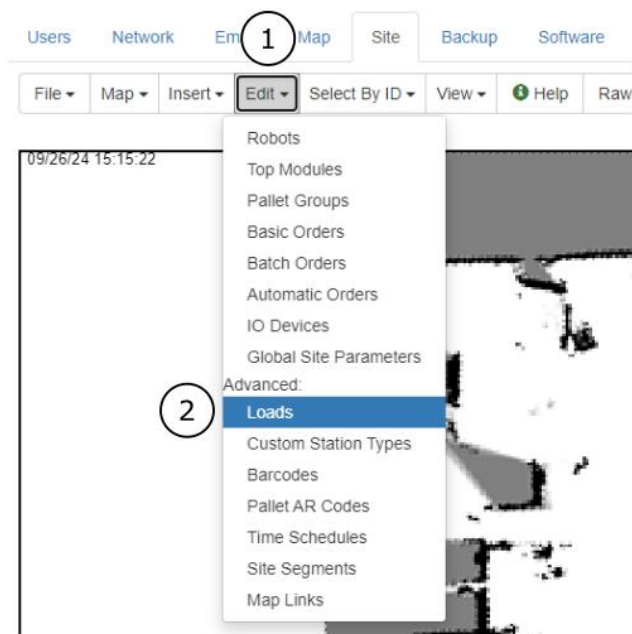 Users Network Em 1 Map Site Backup Software
File Map Insert Edit Select By ID View Help Raw
09/26/24 15:15:22
Robots
Top Modules
Pallet Groups
Basic Orders
Batch Orders
Automatic Orders
IO Devices
Global Site Parameters
Advanced:
2 Loads
Custom Station Types
Barcodes
Pallet AR Codes
Time Schedules
Site Segments
Map Links